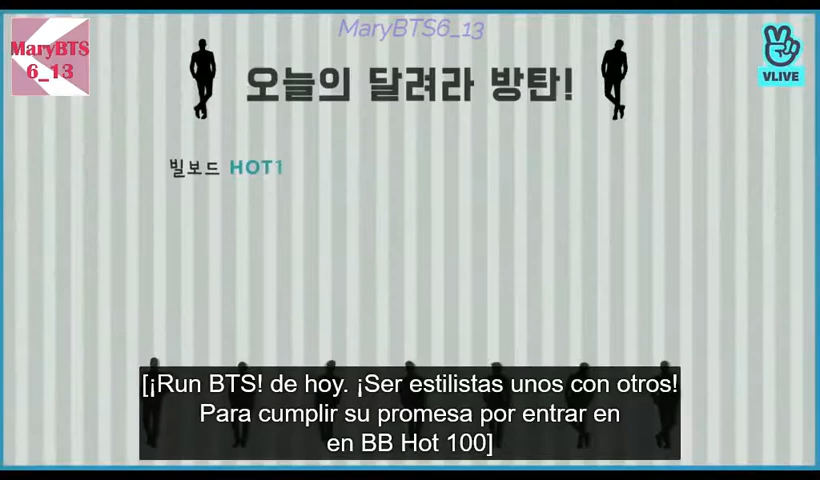 MaryBTS6_13
MaryBTS
6_13
오늘의 달려라 방탄!
VLIVE
빌보드 HOT1
[¡Run BTS! de hoy. ¡Ser estilistas unos con otros!
Para cumplir su promesa por entrar en
en BB Hot 100]